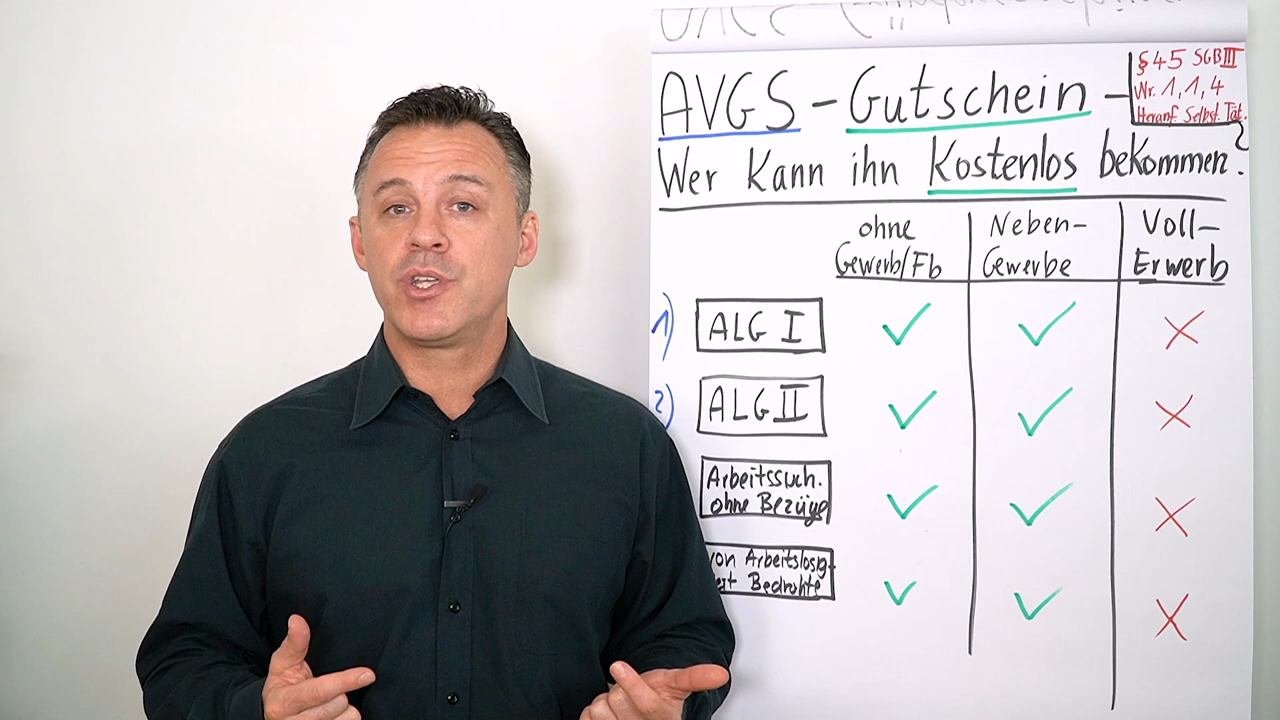 AVGS - Gutschein -
§45 SGB III
Nr. 1, 1, 4
Heranf. Selbst. Tät.
Wer Kann ihn Kostenlos bekommen?
ohne Gewerb/Fb
Neben-Gewerbe
Voll-Erwerb
1) ALG I ✓ ✓ X
2) ALG II ✓ ✓ X
Arbeitssuch.
ohne Bezüge ✓ ✓ X
von Arbeitslosig-
Bedrohte ✓ ✓ X